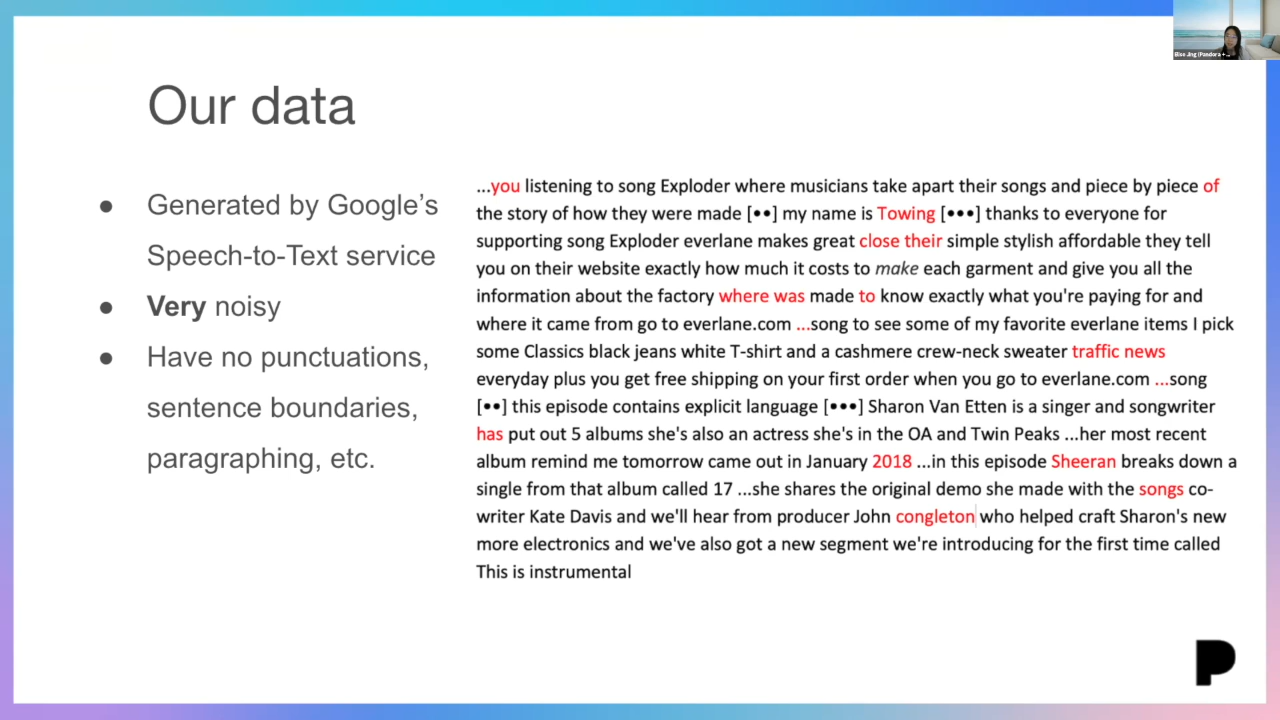 Our data
● Generated by Google's
Speech-to-Text service
● Very noisy
● Have no punctuations,
sentence boundaries,
paragraphing, etc.
...you listening to song Exploder where musicians take apart their songs and piece by piece of
the story of how they were made [••] my name is Towing [•••] thanks to everyone for
supporting song Exploder everlane makes great close their simple stylish affordable they tell
you on their website exactly how much it costs to make each garment and give you all the
information about the factory where was made to know exactly what you're paying for and
where it came from go to everlane.com ...song to see some of my favorite everlane items I pick
some Classics black jeans white T-shirt and a cashmere crew-neck sweater traffic news
everyday plus you get free shipping on your first order when you go to everlane.com ...song
[••] this episode contains explicit language [•••] Sharon Van Etten is a singer and songwriter
has put out 5 albums she's also an actress she's in the OA and Twin Peaks ...her most recent
album remind me tomorrow came out in January 2018 ...in this episode Sheeran breaks down a
single from that album called 17 ...she shares the original demo she made with the songs co-
writer Kate Davis and we'll hear from producer John congleton who helped craft Sharon's new
more electronics and we've also got a new segment we're introducing for the first time called
This is instrumental
Elise Jing (Pandora +...